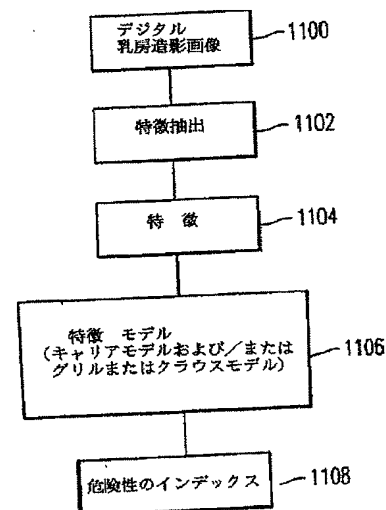 デジタル
乳房造影画像
1100
特徴抽出
1102
特 徴
1104
特徴 モデル
(キャリアモデルおよび/または
グリルまたはクラウスモデル)
1106
危険性のインデックス
1108